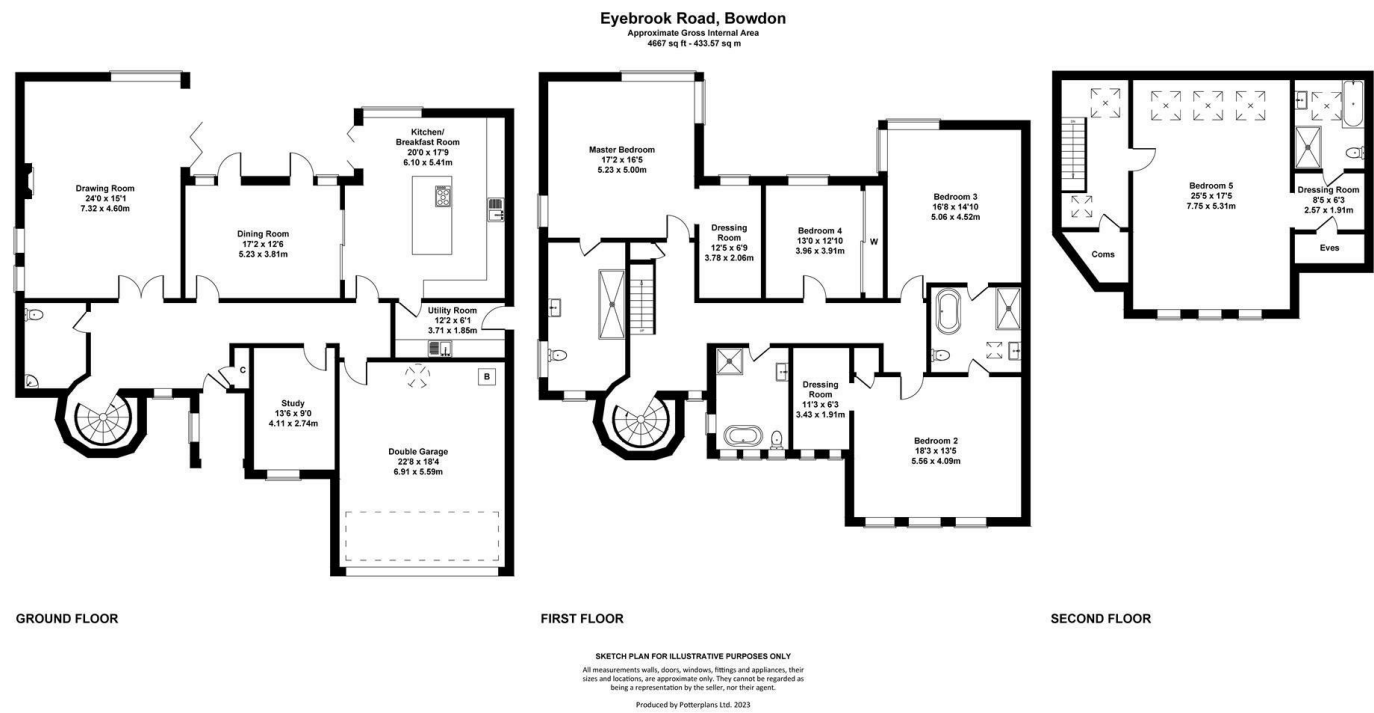 Eyebrook Road, Bowdon
Approximate Gross Internal Area
4667 sq ft - 433.57 sq m
Drawing Room
24'0 x 15'1
7.32 x 4.60m
Dining Room
17'2 x 12'6
5.23 x 3.81m
Kitchen/
Breakfast Room
20'0 x 17'9
6.10 x 5.41m
Utility Room
12'2 x 6'1
3.71 x 1.85m
C
Study
13'6 x 9'0
4.11 x 2.74m
B
Double Garage
22'8 x 18'4
6.91 x 5.59m
GROUND FLOOR
Master Bedroom
17'2 x 16'5
5.23 x 5.00m
Dressing
Room
12'5 x 6'9
3.78 x 2.06m
Bedroom 4
13'0 x 12'10
3.96 x 3.91m
W
Bedroom 3
16'8 x 14'10
5.06 x 4.52m
Dressing
Room
11'3 x 6'3
3.43 x 1.91m
Bedroom 2
18'3 x 13'5
5.56 x 4.09m
FIRST FLOOR
Bedroom 5
25'5 x 17'5
7.75 x 5.31m
Dressing Room
8'5 x 6'3
2.57 x 1.91m
Coms
Eves
SECOND FLOOR
SKETCH PLAN FOR ILLUSTRATIVE PURPOSES ONLY
All measurements walls, doors, windows, fittings and appliances, their
sizes and locations, are approximate only. They cannot be regarded as
being a representation by the seller, nor their agent.
Produced by Potterplans Ltd. 2023